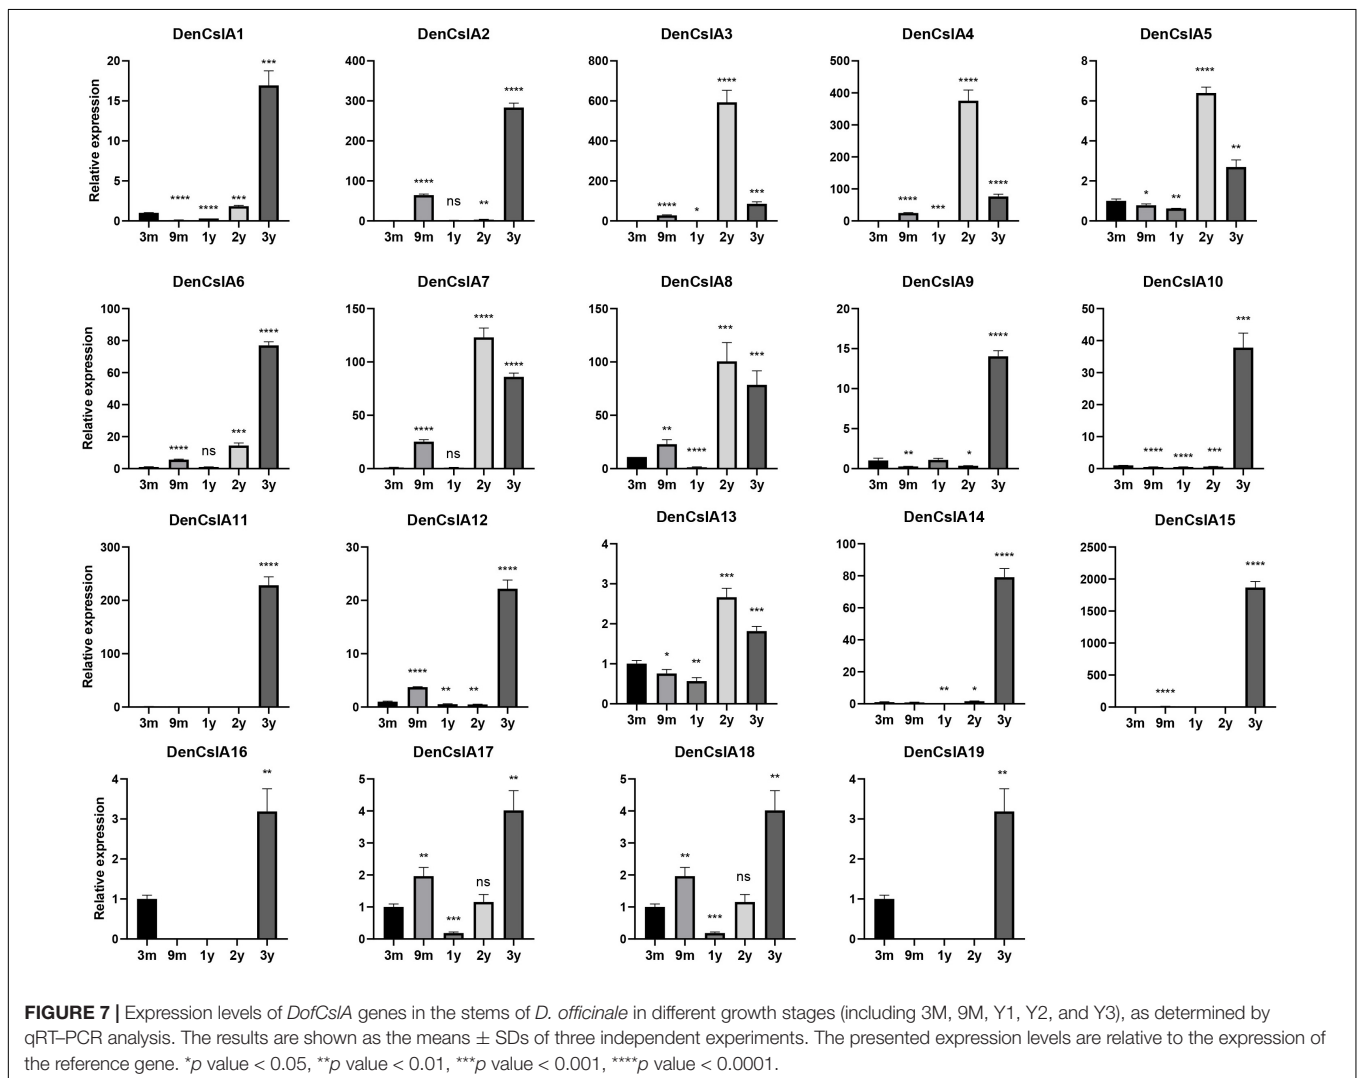 DenCslA1 DenCslA2 DenCslA3 DenCslA4 DenCslA5
Relative expression
20
15
10
5
0
*** **** **** ***
3m 9m 1y 2y 3y
400
300
200
100
0
**** ns ** ****
3m 9m 1y 2y 3y
800
600
400
200
0
**** * **** ***
3m 9m 1y 2y 3y
500
400
300
200
100
0
**** *** **** ****
3m 9m 1y 2y 3y
8
6
4
2
0
* ** **** **
3m 9m 1y 2y 3y
DenCslA6 DenCslA7 DenCslA8 DenCslA9 DenCslA10
Relative expression
100
80
60
40
20
0
**** ns *** ****
3m 9m 1y 2y 3y
150
100
50
0
**** ns **** ****
3m 9m 1y 2y 3y
150
100
50
0
** **** *** ***
3m 9m 1y 2y 3y
20
15
10
5
0
** * ****
3m 9m 1y 2y 3y
50
40
30
20
10
0
**** **** *** ***
3m 9m 1y 2y 3y
DenCslA11 DenCslA12 DenCslA13 DenCslA14 DenCslA15
Relative expression
300
200
100
0
****
3m 9m 1y 2y 3y
30
20
10
0
**** ** ** ****
3m 9m 1y 2y 3y
4
3
2
1
0
* ** *** ***
3m 9m 1y 2y 3y
100
80
60
40
20
0
** * ****
3m 9m 1y 2y 3y
2500
2000
1500
1000
500
0
**** ****
3m 9m 1y 2y 3y
DenCslA16 DenCslA17 DenCslA18 DenCslA19
Relative expression
4
3
2
1
0
**
3m 9m 1y 2y 3y
5
4
3
2
1
0
** *** ns **
3m 9m 1y 2y 3y
5
4
3
2
1
0
** *** ns **
3m 9m 1y 2y 3y
4
3
2
1
0
**
3m 9m 1y 2y 3y
FIGURE 7 | Expression levels of DofCslA genes in the stems of D. officinale in different growth stages (including 3M, 9M, Y1, Y2, and Y3), as determined by
qRT–PCR analysis. The results are shown as the means ± SDs of three independent experiments. The presented expression levels are relative to the expression of
the reference gene. *p value < 0.05, **p value < 0.01, ***p value < 0.001, ****p value < 0.0001.